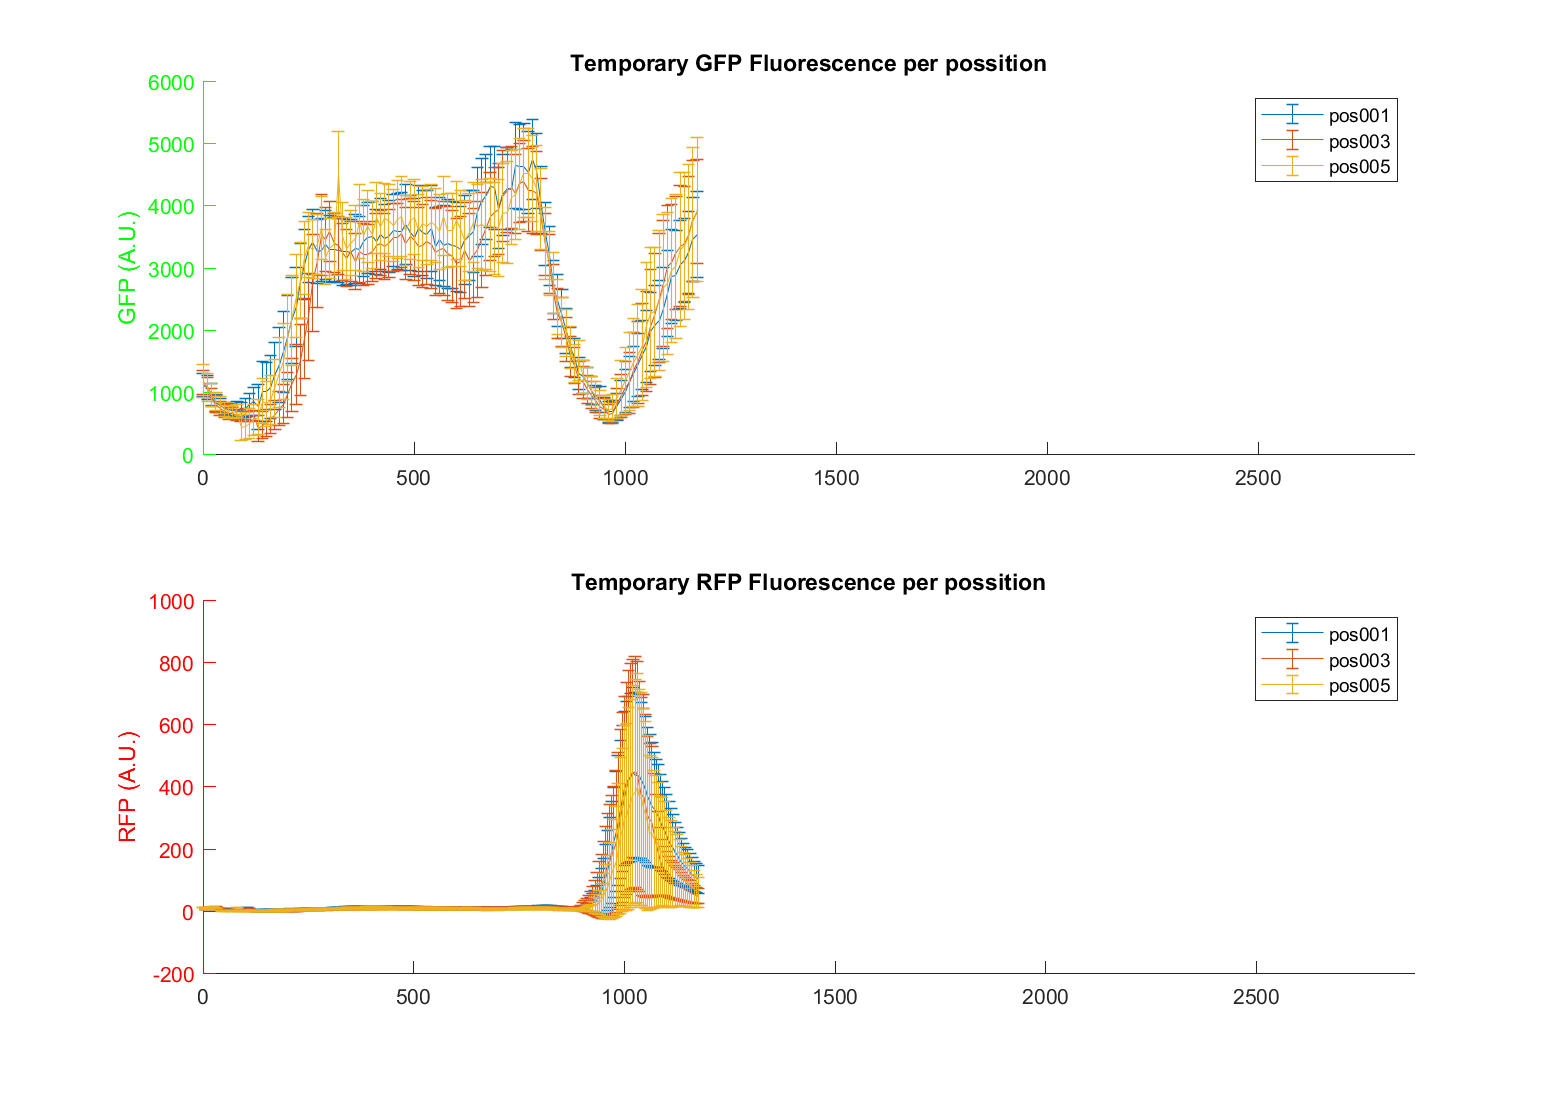 Temporary GFP Fluorescence per possition
6000
5000
4000
3000
2000
1000
0
GFP (A.U.)
0 500 1000 1500 2000 2500
pos001
pos003
pos005
Temporary RFP Fluorescence per possition
1000
800
600
400
200
0
-200
RFP (A.U.)
0 500 1000 1500 2000 2500
pos001
pos003
pos005